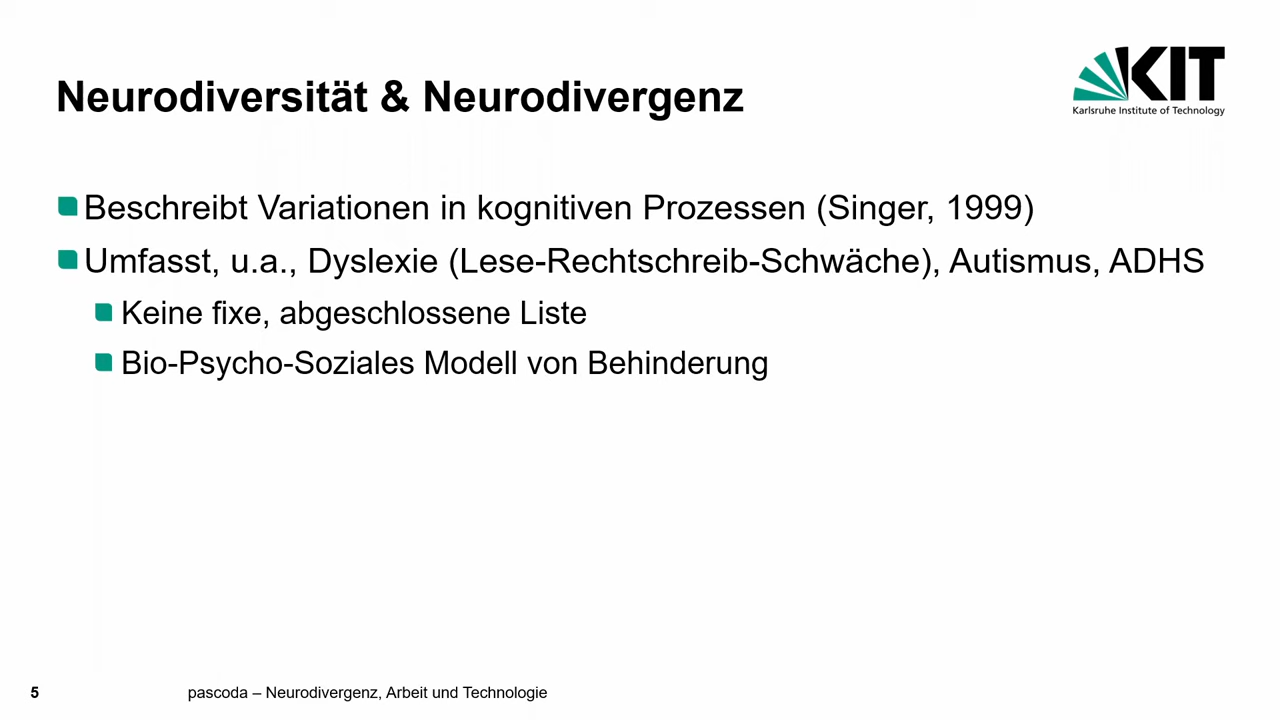 KIT
Karlsruhe Institute of Technology
Neurodiversität & Neurodivergenz
Beschreibt Variationen in kognitiven Prozessen (Singer, 1999)
Umfasst, u.a., Dyslexie (Lese-Rechtschreib-Schwäche), Autismus, ADHS
Keine fixe, abgeschlossene Liste
Bio-Psycho-Soziales Modell von Behinderung
5
pascoda – Neurodivergenz, Arbeit und Technologie